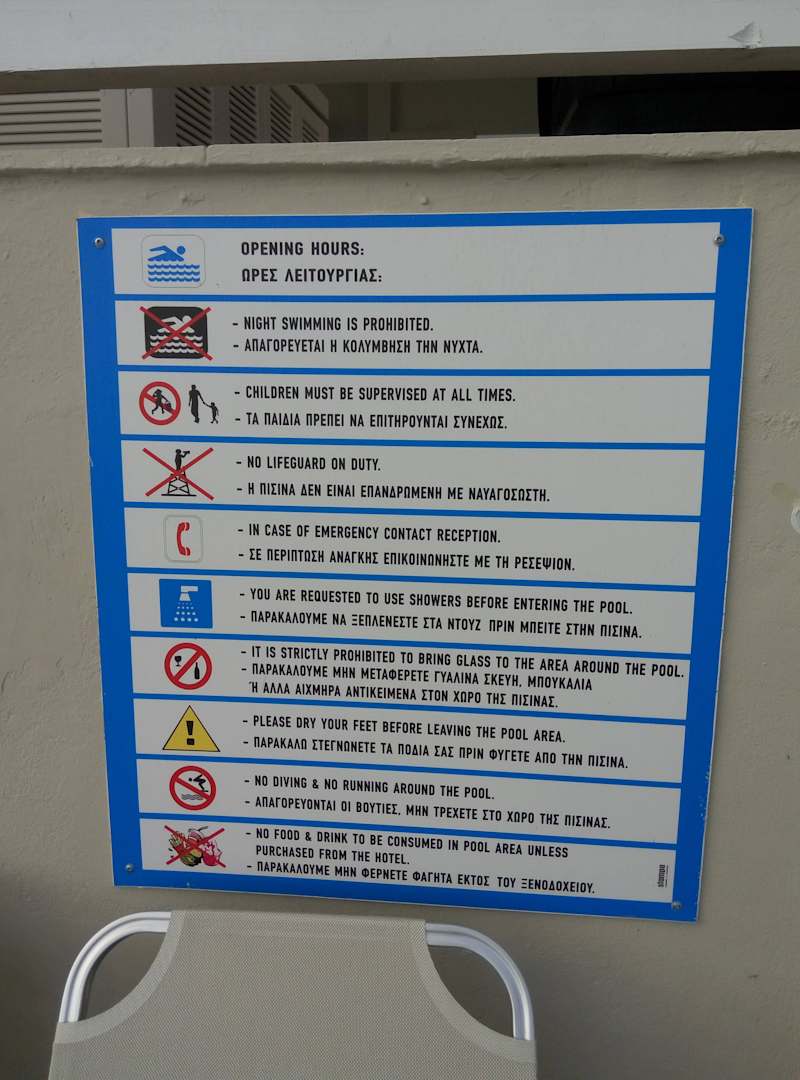 OPENING HOURS:
ΩΡΕΣ ΛΕΙΤΟΥΡΓΙΑΣ:
- NIGHT SWIMMING IS PROHIBITED.
- ΑΠΑΓΟΡΕΥΕΤΑΙ Η ΚΟΛΥΜΒΗΣΗ ΤΗΝ ΝΥΧΤΑ.
- CHILDREN MUST BE SUPERVISED AT ALL TIMES.
- ΤΑ ΠΑΙΔΙΑ ΠΡΕΠΕΙ ΝΑ ΕΠΙΤΗΡΟΥΝΤΑΙ ΣΥΝΕΧΩΣ.
- NO LIFEGUARD ON DUTY.
- Η ΠΙΣΙΝΑ ΔΕΝ ΕΙΝΑΙ ΕΠΑΝΔΡΩΜΕΝΗ ΜΕ ΝΑΥΑΓΟΣΩΣΤΗ.
- IN CASE OF EMERGENCY CONTACT RECEPTION.
- ΣΕ ΠΕΡΙΠΤΩΣΗ ΑΝΑΓΚΗΣ ΕΠΙΚΟΙΝΩΝΗΣΤΕ ΜΕ ΤΗ ΡΕΣΕΨΙΟΝ.
- YOU ARE REQUESTED TO USE SHOWERS BEFORE ENTERING THE POOL.
- ΠΑΡΑΚΑΛΟΥΜΕ ΝΑ ΞΕΠΛΕΝΕΣΤΕ ΣΤΑ ΝΤΟΥΖ ΠΡΙΝ ΜΠΕΙΤΕ ΣΤΗΝ ΠΙΣΙΝΑ.
- IT IS STRICTLY PROHIBITED TO BRING GLASS TO THE AREA AROUND THE POOL.
- ΠΑΡΑΚΑΛΟΥΜΕ ΜΗΝ ΜΕΤΑΦΕΡΕΤΕ ΓΥΑΛΙΝΑ ΣΚΕΥΗ, ΜΠΟΥΚΑΛΙΑ
Ή ΑΛΛΑ ΑΙΧΜΗΡΑ ΑΝΤΙΚΕΙΜΕΝΑ ΣΤΟΝ ΧΩΡΟ ΤΗΣ ΠΙΣΙΝΑΣ.
- PLEASE DRY YOUR FEET BEFORE LEAVING THE POOL AREA.
- ΠΑΡΑΚΑΛΩ ΣΤΕΓΝΩΝΕΤΕ ΤΑ ΠΟΔΙΑ ΣΑΣ ΠΡΙΝ ΦΥΓΕΤΕ ΑΠΟ ΤΗΝ ΠΙΣΙΝΑ.
- NO DIVING & NO RUNNING AROUND THE POOL.
- ΑΠΑΓΟΡΕΥΟΝΤΑΙ ΟΙ ΒΟΥΤΙΕΣ, ΜΗΝ ΤΡΕΧΕΤΕ ΣΤΟ ΧΩΡΟ ΤΗΣ ΠΙΣΙΝΑΣ.
- NO FOOD & DRINK TO BE CONSUMED IN POOL AREA UNLESS
PURCHASED FROM THE HOTEL.
- ΠΑΡΑΚΑΛΟΥΜΕ ΜΗΝ ΦΕΡΝΕΤΕ ΦΑΓΗΤΑ ΕΚΤΟΣ ΤΟΥ ΞΕΝΟΔΟΧΕΙΟΥ.